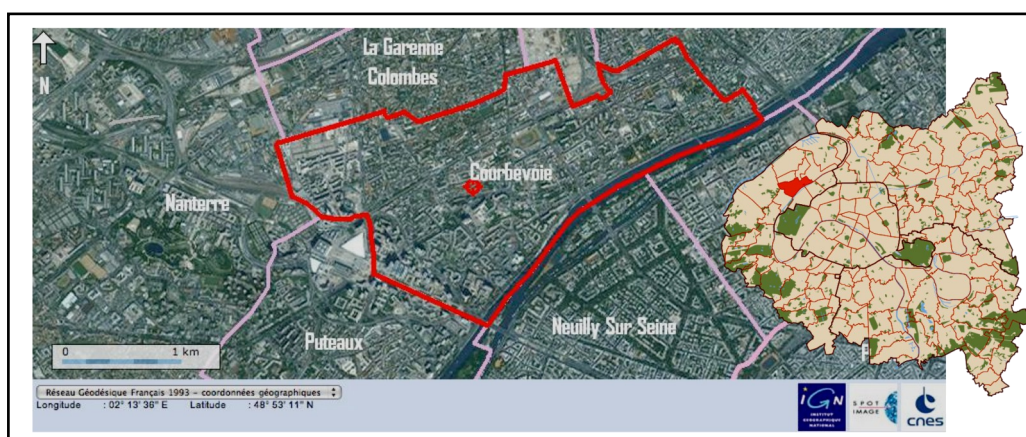 La Garenne
Colombes
N
Courbevoie
Nanterre
Neuilly Sur Seine
Puteaux
0 1 km
Réseau Géodésique Français 1993 - coordonnées géographiques
Longitude : 02° 13' 36" E Latitude : 48° 53' 11" N
IGN
INSTITUT
GÉOGRAPHIQUE
NATIONAL
SPOT
IMAGE
cnes